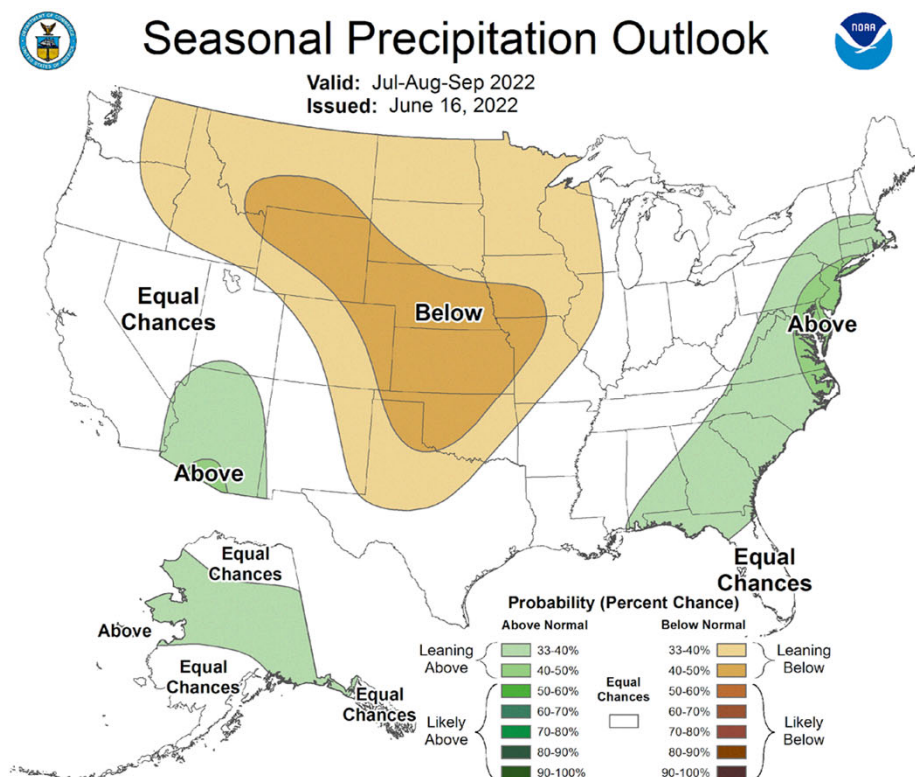 Seasonal Precipitation Outlook
Valid: Jul-Aug-Sep 2022
Issued: June 16, 2022
NOAA
Equal
Chances
Below
Above
Above
Equal
Chances
Equal
Chances
Above
Equal
Chances
Equal
Chances
Probability (Percent Chance)
Above Normal
Below Normal
Leaning
Above
33-40%
40-50%
50-60%
60-70%
70-80%
80-90%
90-100%
Likely
Above
Equal
Chances
33-40%
40-50%
50-60%
60-70%
70-80%
80-90%
90-100%
Leaning
Below
Likely
Below